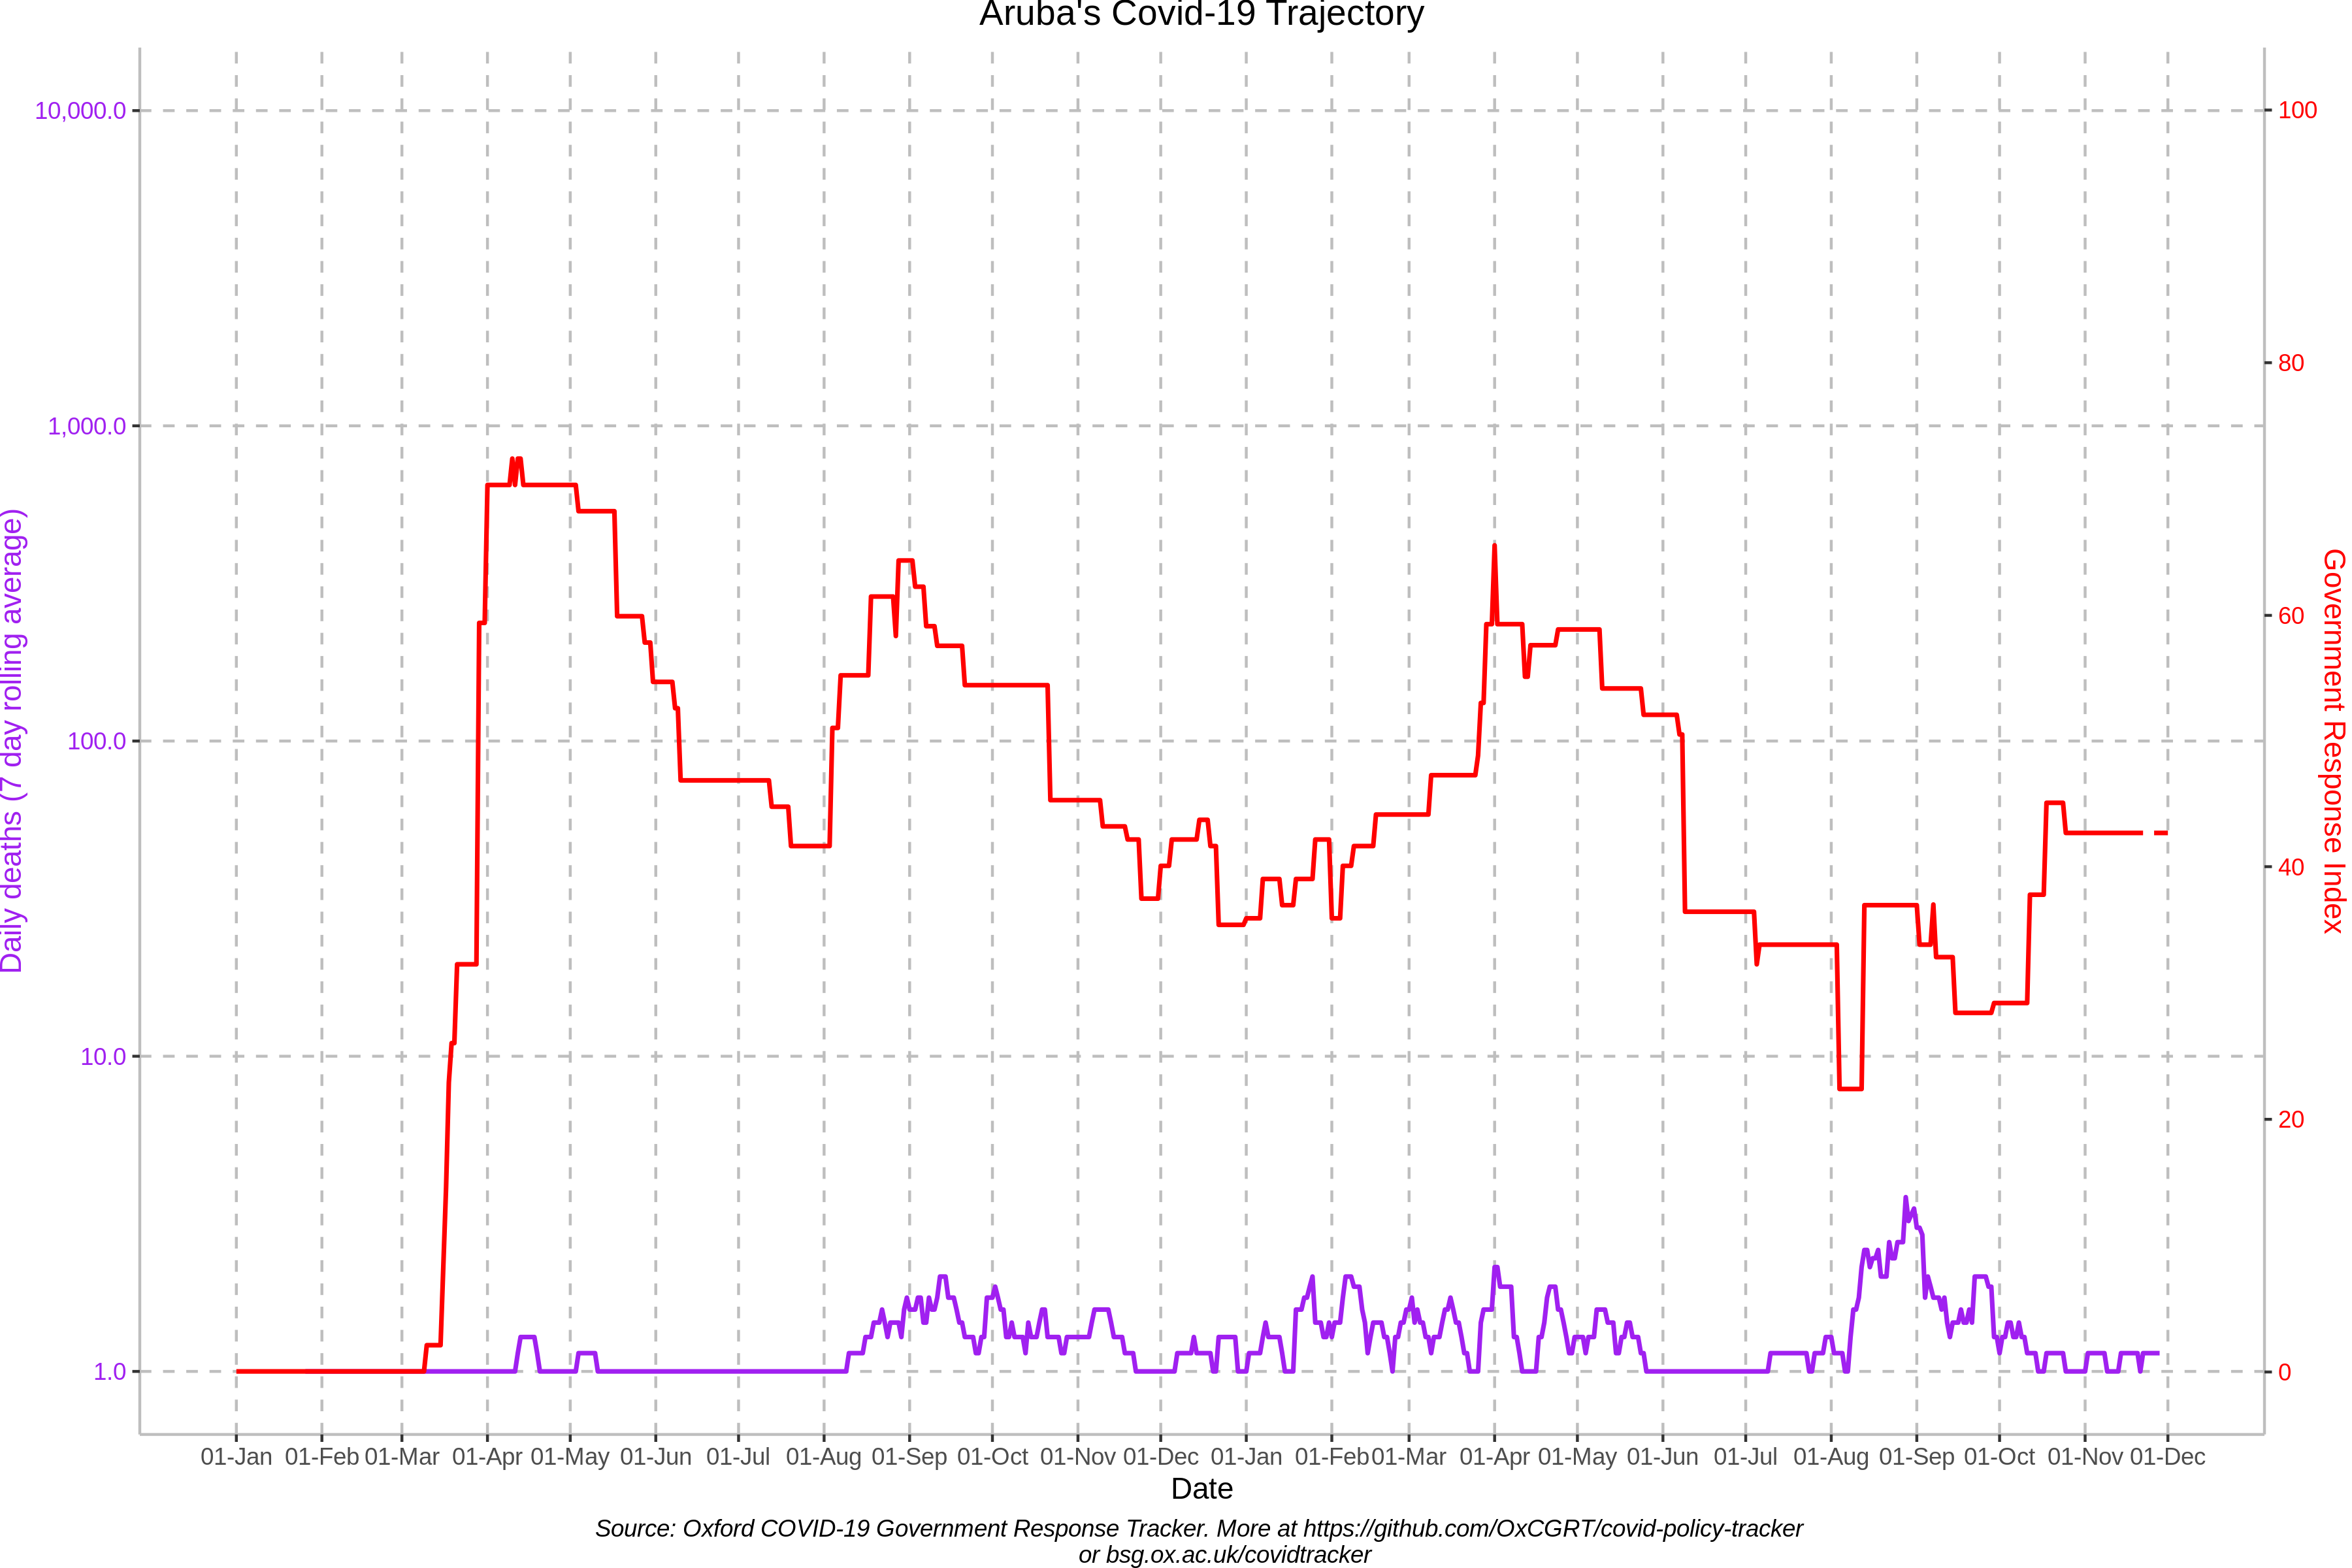 Aruba's Covid-19 Trajectory
Daily deaths (7 day rolling average)
10,000.0
1,000.0
100.0
10.0
1.0
100
80
60
40
20
0
Government Response Index
01-Jan 01-Feb 01-Mar 01-Apr 01-May 01-Jun 01-Jul 01-Aug 01-Sep 01-Oct 01-Nov 01-Dec 01-Jan 01-Feb 01-Mar 01-Apr 01-May 01-Jun 01-Jul 01-Aug 01-Sep 01-Oct 01-Nov 01-Dec
Date
Source: Oxford COVID-19 Government Response Tracker. More at https://github.com/OxCGRT/covid-policy-tracker
or bsg.ox.ac.uk/covidtracker